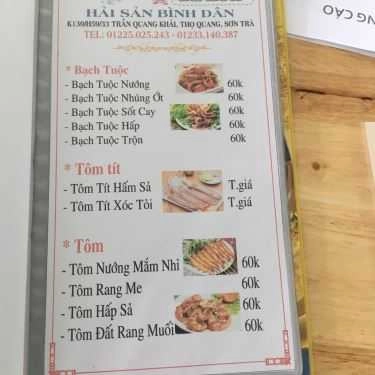 HẢI SẢN BÌNH DÂN
K130/H59/33 TRẦN QUANG KHẢI, THỌ QUANG, SƠN TRÀ
TEL: 01225.025.243 - 01233.140.387
* Bạch Tuộc
- Bạch Tuộc Nướng 60k
- Bạch Tuộc Nhúng Ớt 60k
- Bạch Tuộc Sốt Cay 60k
- Bạch Tuộc Hấp 60k
- Bạch Tuộc Trộn 60k
* Tôm tít
- Tôm Tít Hấm Sả T.giá
- Tôm Tít Xóc Tỏi T.giá
* Tôm
- Tôm Nướng Mắm Nhỉ 60k
- Tôm Rang Me 60k
- Tôm Hấp Sả 60k
- Tôm Đất Rang Muối 60k
NG CÁO